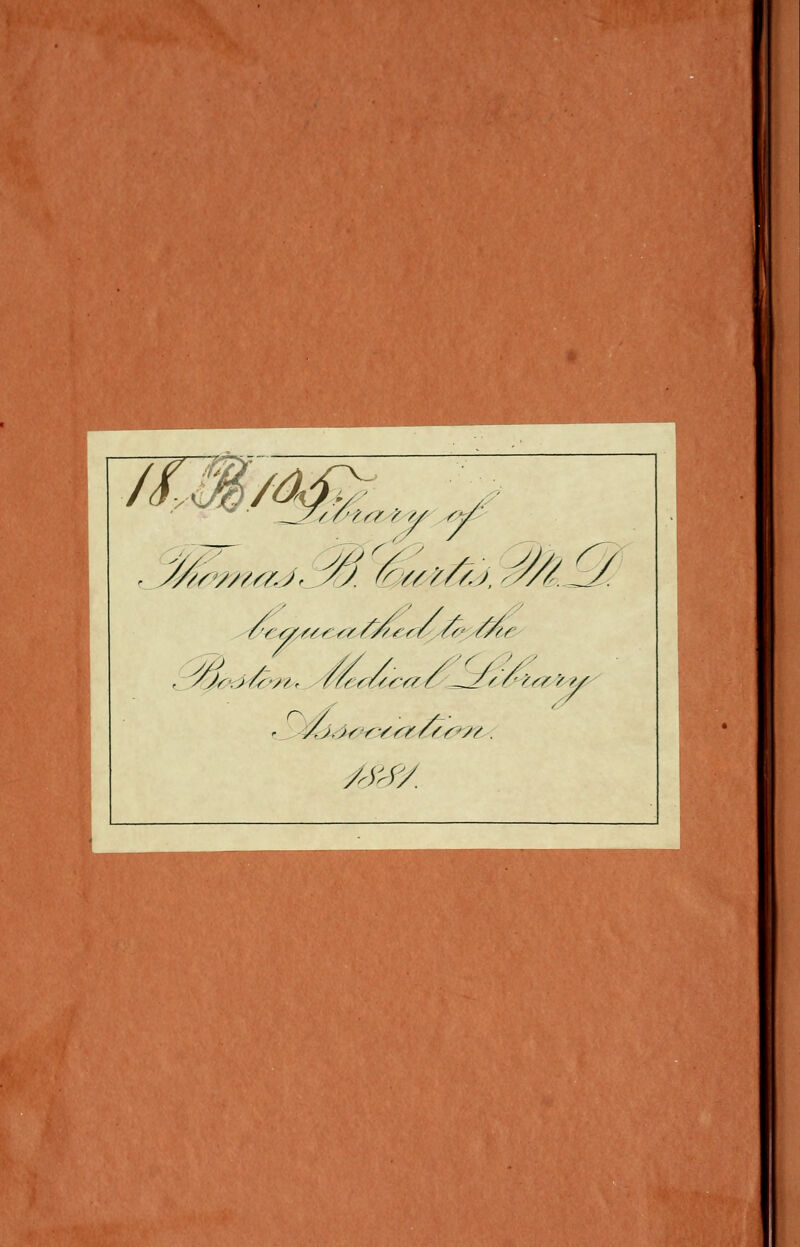 18. B. 105.
Library of
Thomas B. Curtis, M.D.
bequeathed to the
Boston Medical Library
Association.
1881.